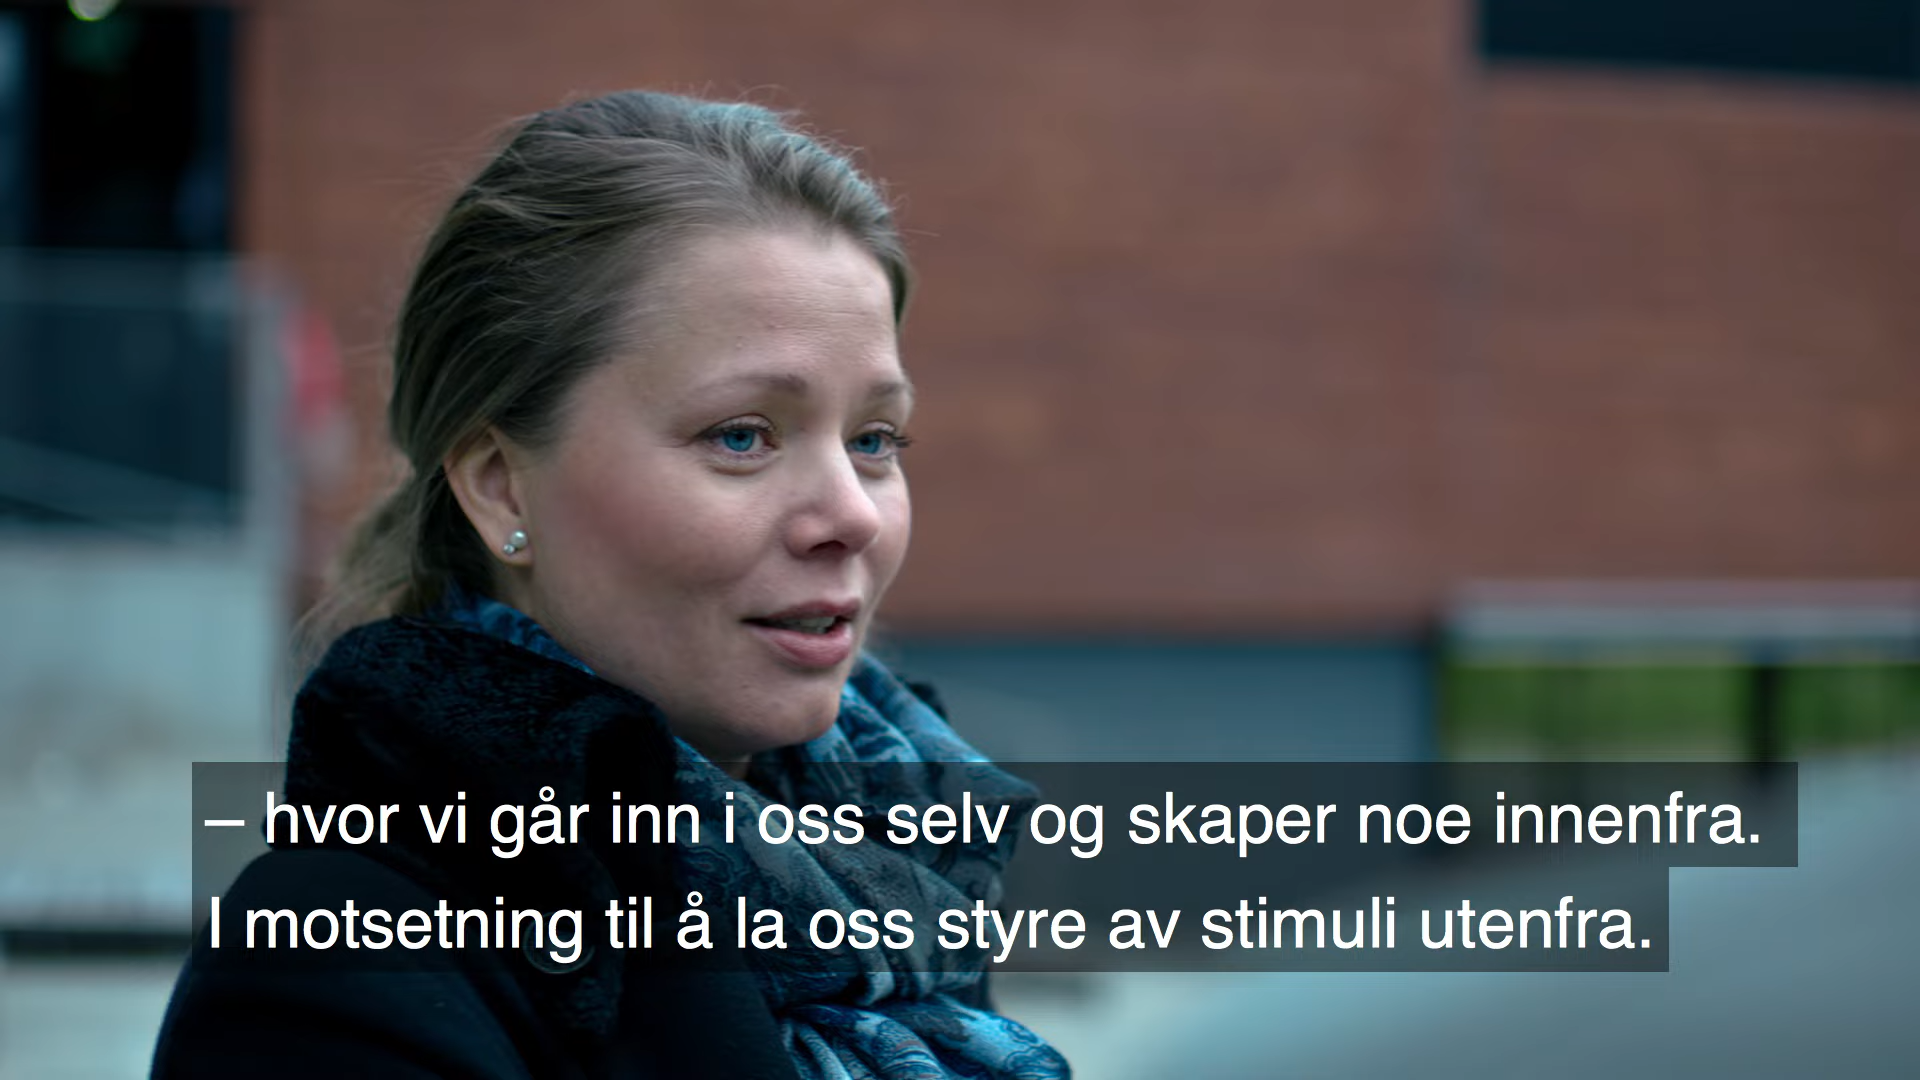 – hvor vi går inn i oss selv og skaper noe innenfra.
I motsetning til å la oss styre av stimuli utenfra.